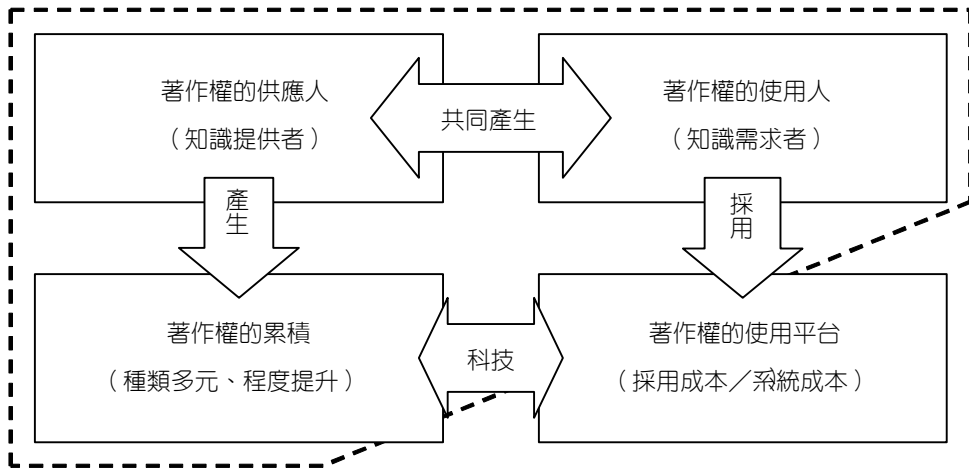 著作權的供應人
（知識提供者）
共同產生
著作權的使用人
（知識需求者）
產生
採用
著作權的累積
（種類多元、程度提升）
科技
著作權的使用平台
（採用成本／系統成本）